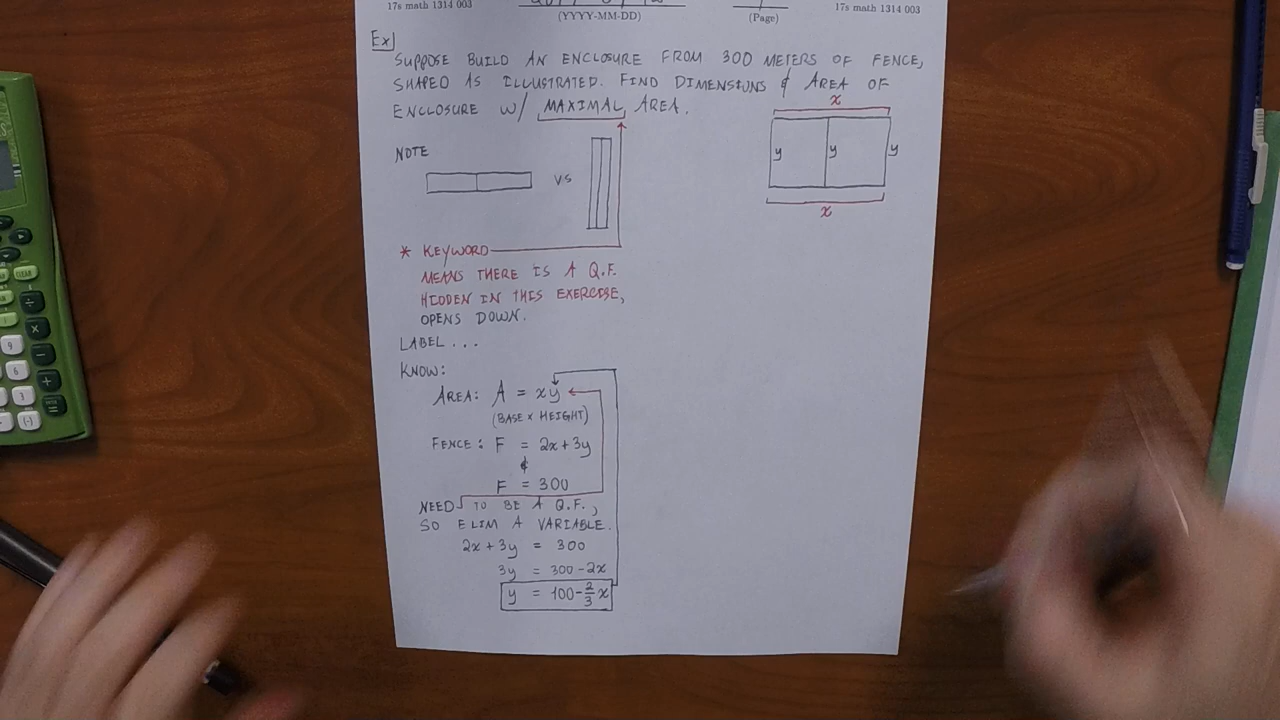 17s math 1314 003
(YYYY-MM-DD)
(Page)
17s math 1314 003
Ex]
SUPPOSE BUILD AN ENCLOSURE FROM 300 METERS OF FENCE,
SHAPED AS ILLUSTRATED. FIND DIMENSIONS & AREA OF
ENCLOSURE W/ MAXIMAL AREA.
x
y y y
x
NOTE
VS
* KEYWORD
MEANS THERE IS A Q.F.
HIDDEN IN THIS EXERCISE,
OPENS DOWN.
LABEL...
KNOW:
AREA: A = xy
(BASE × HEIGHT)
FENCE: F = 2x+3y
&
F = 300
NEED TO BE A Q.F.,
SO ELIM A VARIABLE.
2x+3y = 300
3y = 300-2x
y = 100-2/3x